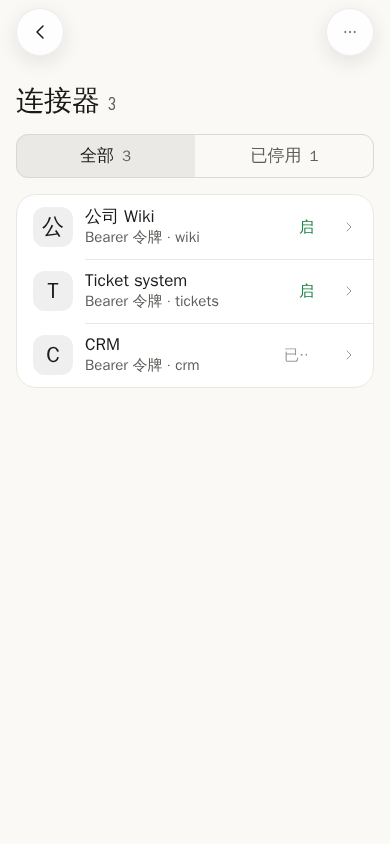 连接器 3
全部 3
已停用 1
公 公司 Wiki 启
Bearer 令牌 · wiki
T Ticket system 启
Bearer 令牌 · tickets
C CRM 已··
Bearer 令牌 · crm